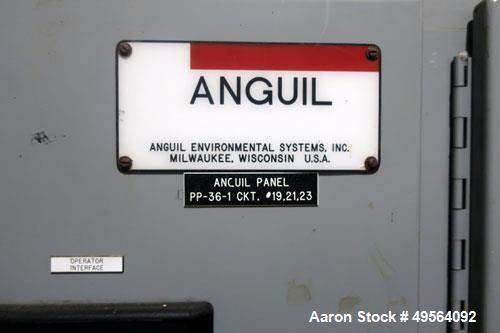 ANGUIL
ANGUIL ENVIRONMENTAL SYSTEMS, INC.
MILWAUKEE, WISCONSIN U.S.A.
ANCUIL PANEL
PP-36-1 CKT. #19,21,23
OPERATOR
INTERFACE
Aaron Stock # 49564092